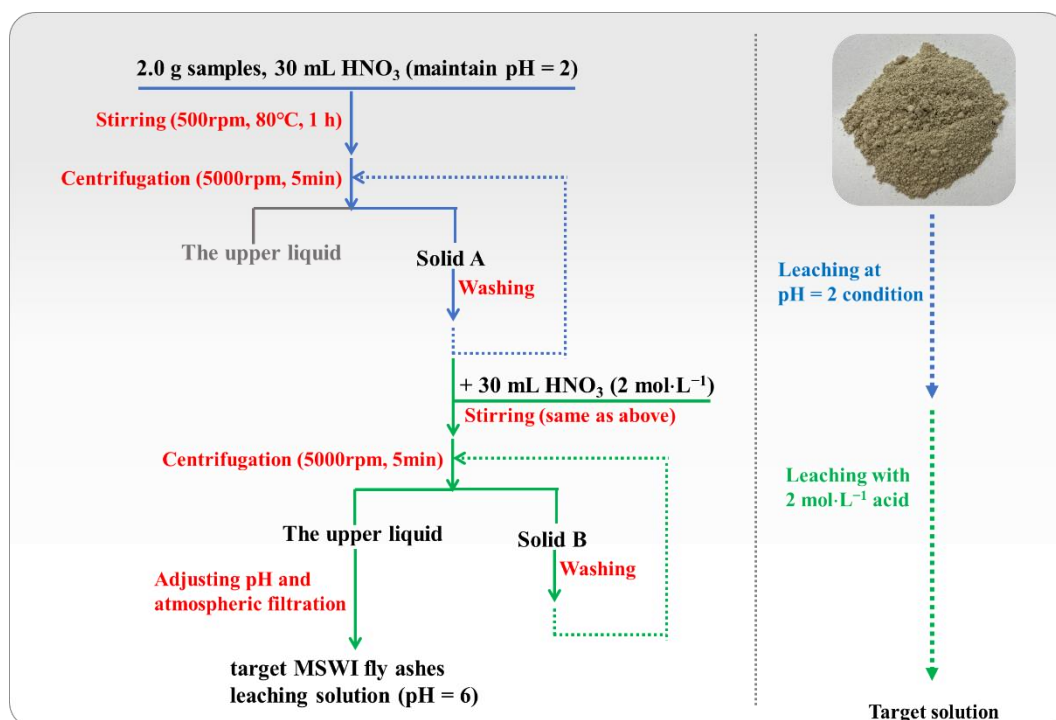 2.0 g samples, 30 mL HNO₃ (maintain pH = 2)
Stirring (500rpm, 80°C, 1 h)
Centrifugation (5000rpm, 5min)
The upper liquid
Solid A
Washing
+ 30 mL HNO₃ (2 mol·L⁻¹)
Stirring (same as above)
Centrifugation (5000rpm, 5min)
The upper liquid
Solid B
Washing
Adjusting pH and
atmospheric filtration
target MSWI fly ashes
leaching solution (pH = 6)
Leaching at
pH = 2 condition
Leaching with
2 mol·L⁻¹ acid
Target solution